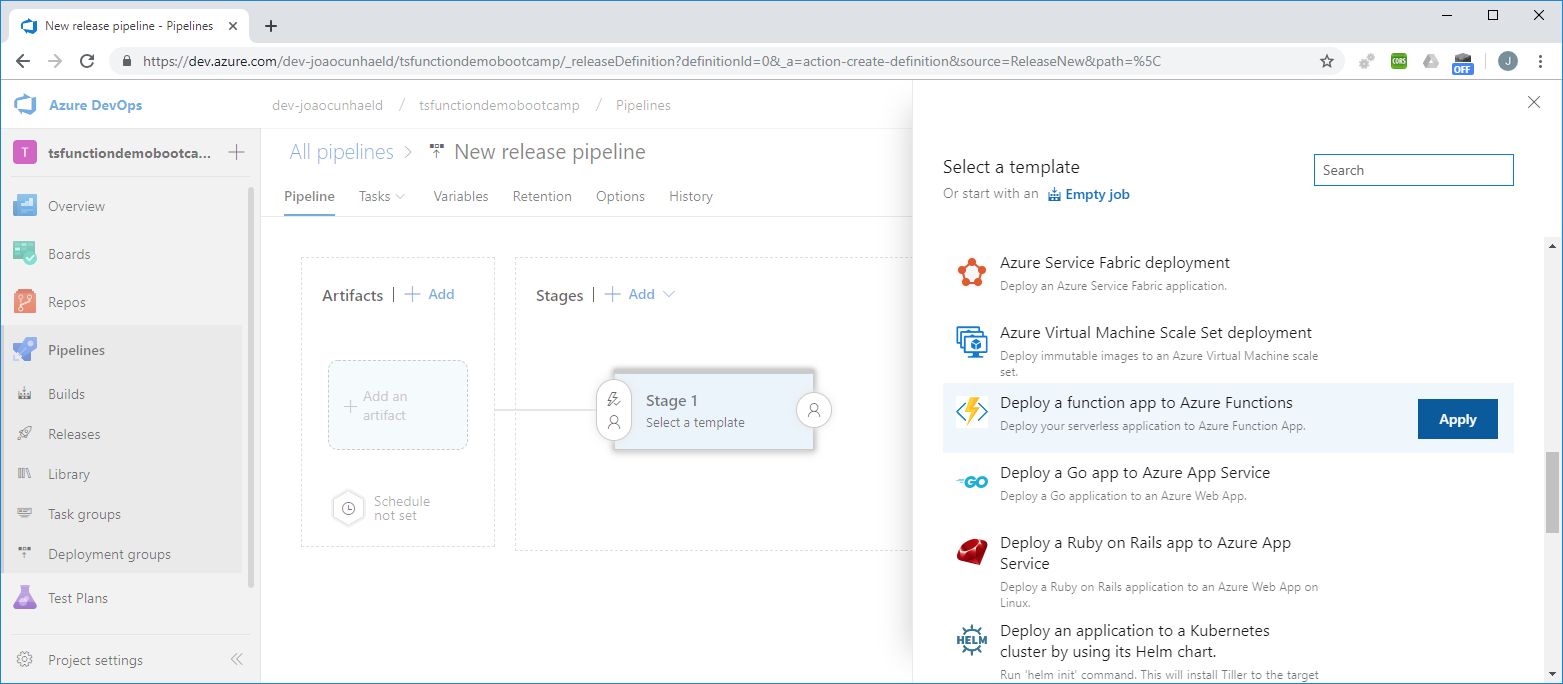 New release pipeline - Pipelines
https://dev.azure.com/dev-joaocunhaeld/tsfunctiondemobootcamp/_releaseDefinition?definitionId=0&_a=action-create-definition&source=ReleaseNew&path=%5C
CORS
OFF
J
Azure DevOps
dev-joaocunhaeld / tsfunctiondemobootcamp / Pipelines
T tsfunctiondemobootca...
All pipelines > New release pipeline
Pipeline Tasks Variables Retention Options History
Overview
Boards
Repos
Pipelines
Builds
Releases
Library
Task groups
Deployment groups
Test Plans
Project settings
Artifacts | + Add
Add an
artifact
Schedule
not set
Stages | + Add
Stage 1
Select a template
Select a template
Search
Or start with an Empty job
Azure Service Fabric deployment
Deploy an Azure Service Fabric application.
Azure Virtual Machine Scale Set deployment
Deploy immutable images to an Azure Virtual Machine scale
set.
Deploy a function app to Azure Functions
Deploy your serverless application to Azure Function App.
Apply
GO
Deploy a Go app to Azure App Service
Deploy a Go application to an Azure Web App.
Deploy a Ruby on Rails app to Azure App
Service
Deploy a Ruby on Rails application to an Azure Web App on
Linux.
HELM
Deploy an application to a Kubernetes
cluster by using its Helm chart.
Run 'helm init' command. This will install Tiller to the target